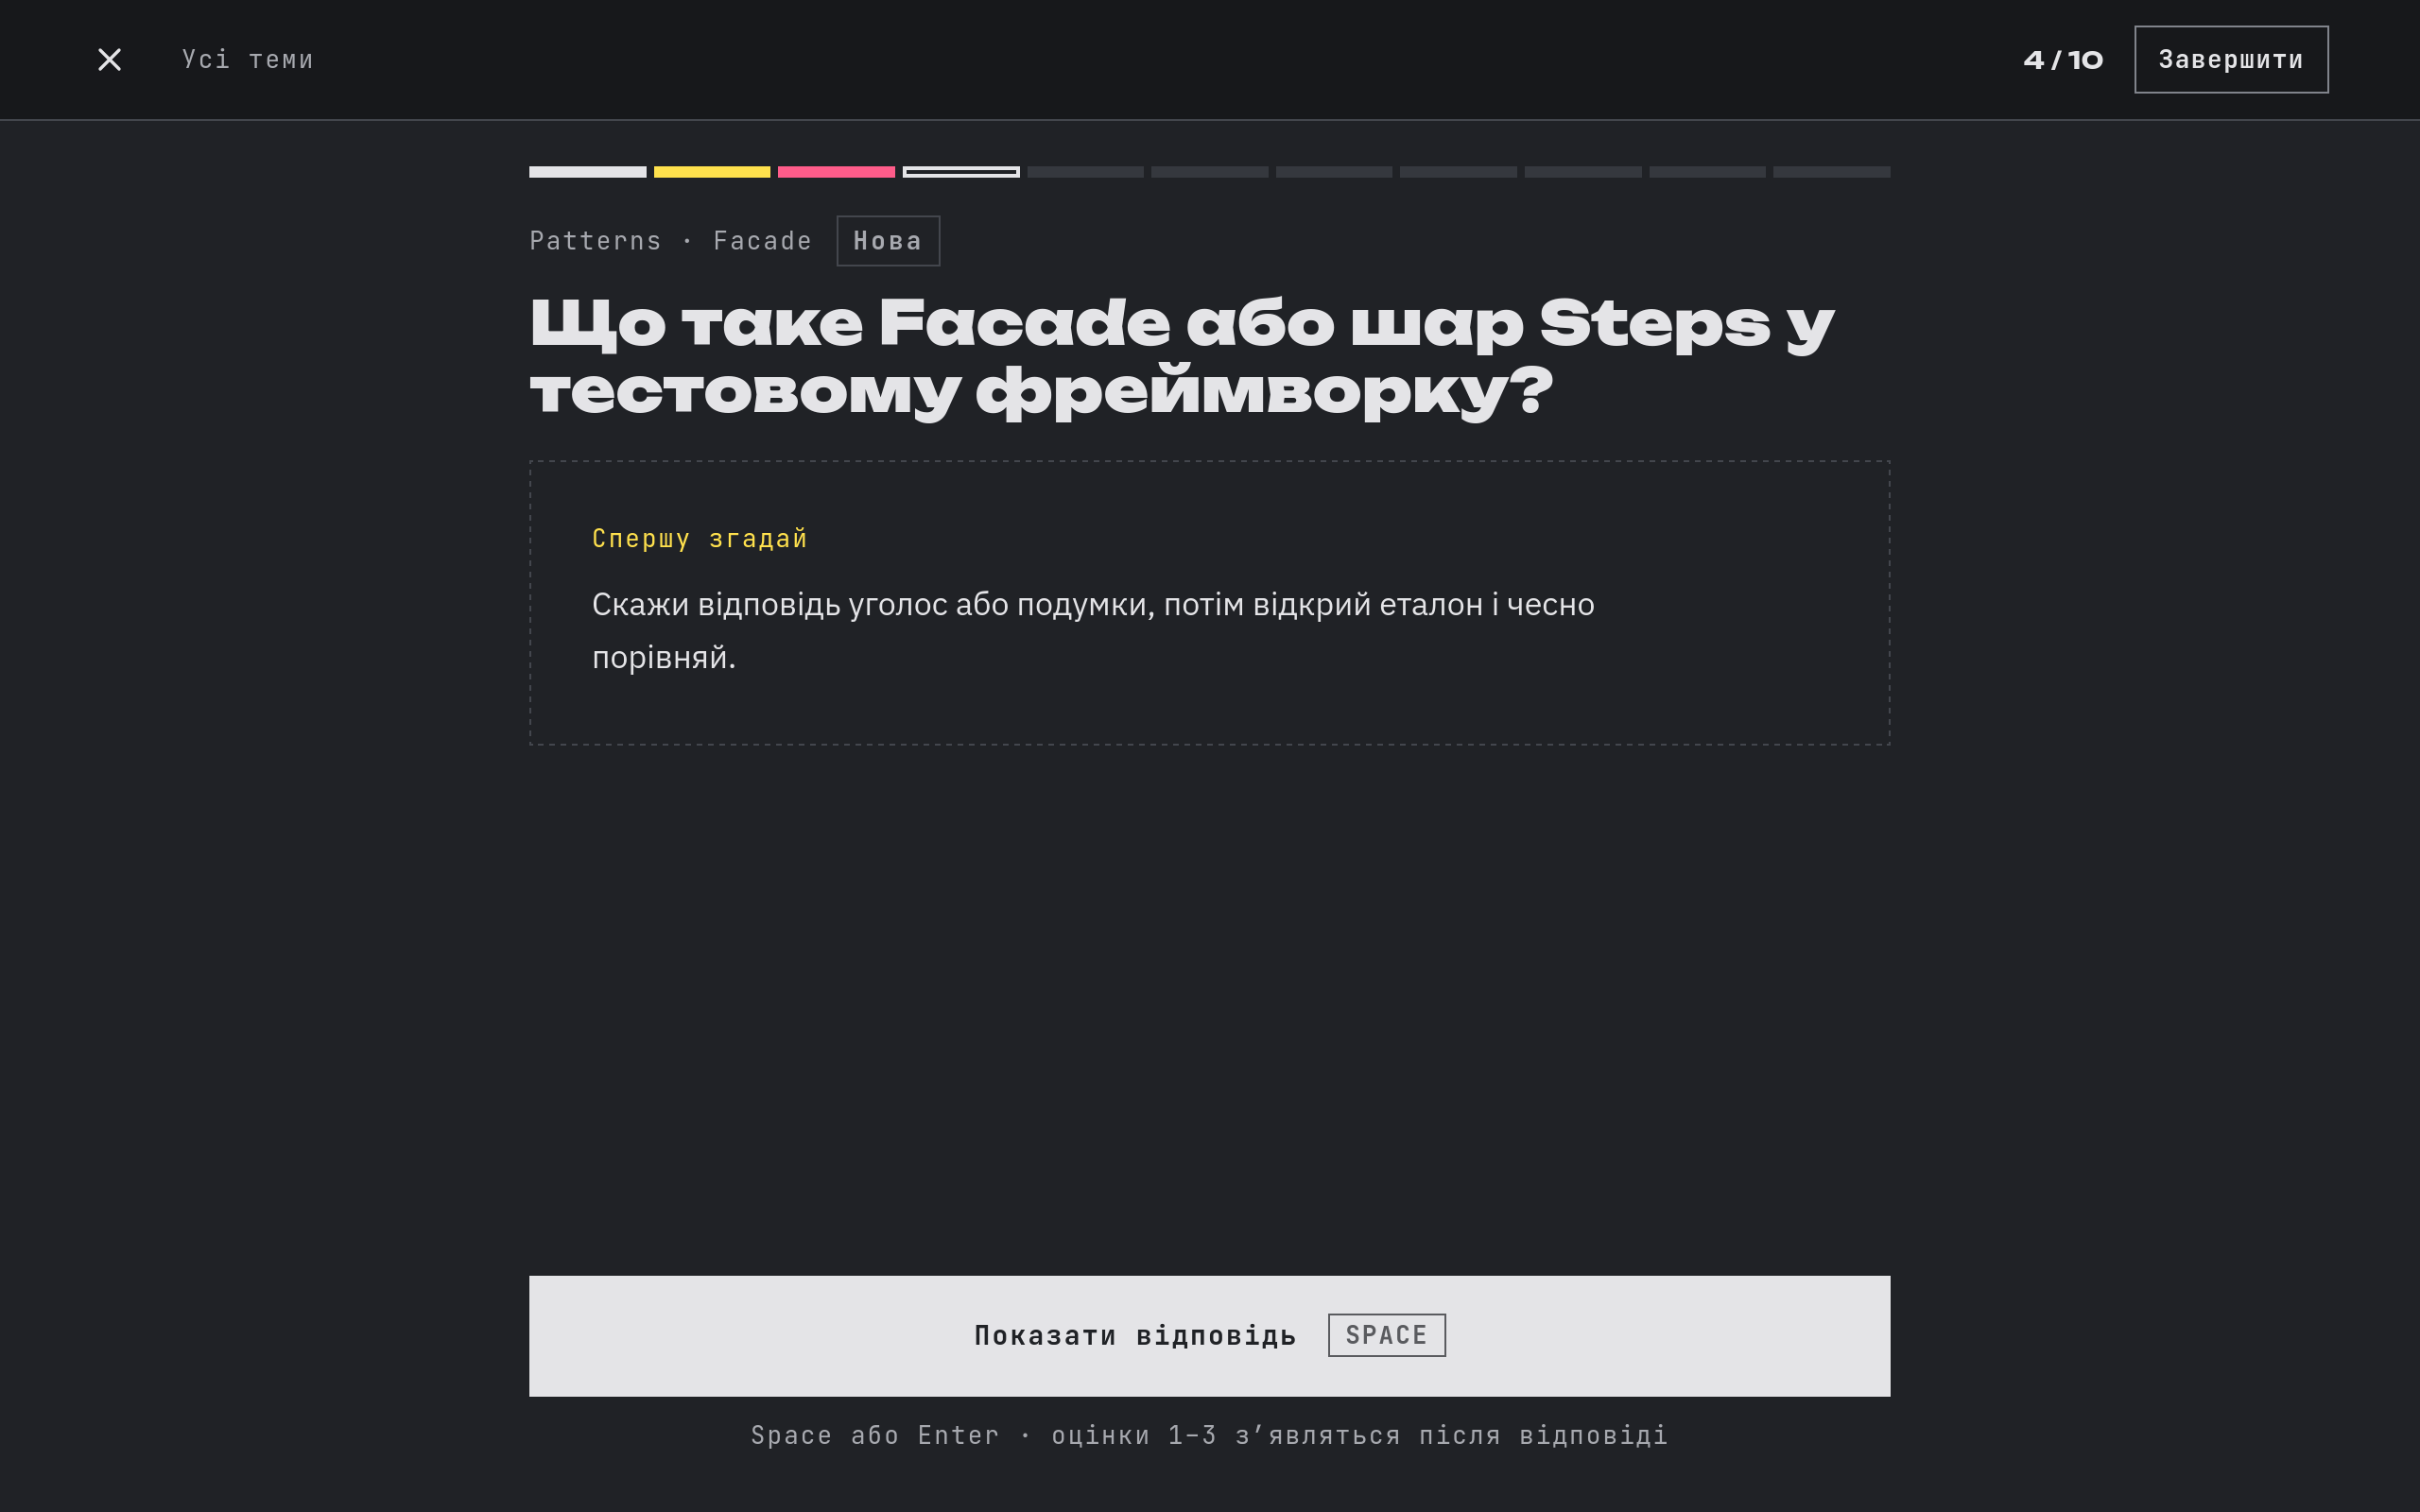 Усі теми
4 / 10
Завершити
Patterns · Facade
Нова
Що таке Facade або шар Steps у
тестовому фреймворку?
Спершу згадай
Скажи відповідь уголос або подумки, потім відкрий еталон і чесно
порівняй.
Показати відповідь
SPACE
Space або Enter · оцінки 1–3 з’являться після відповіді